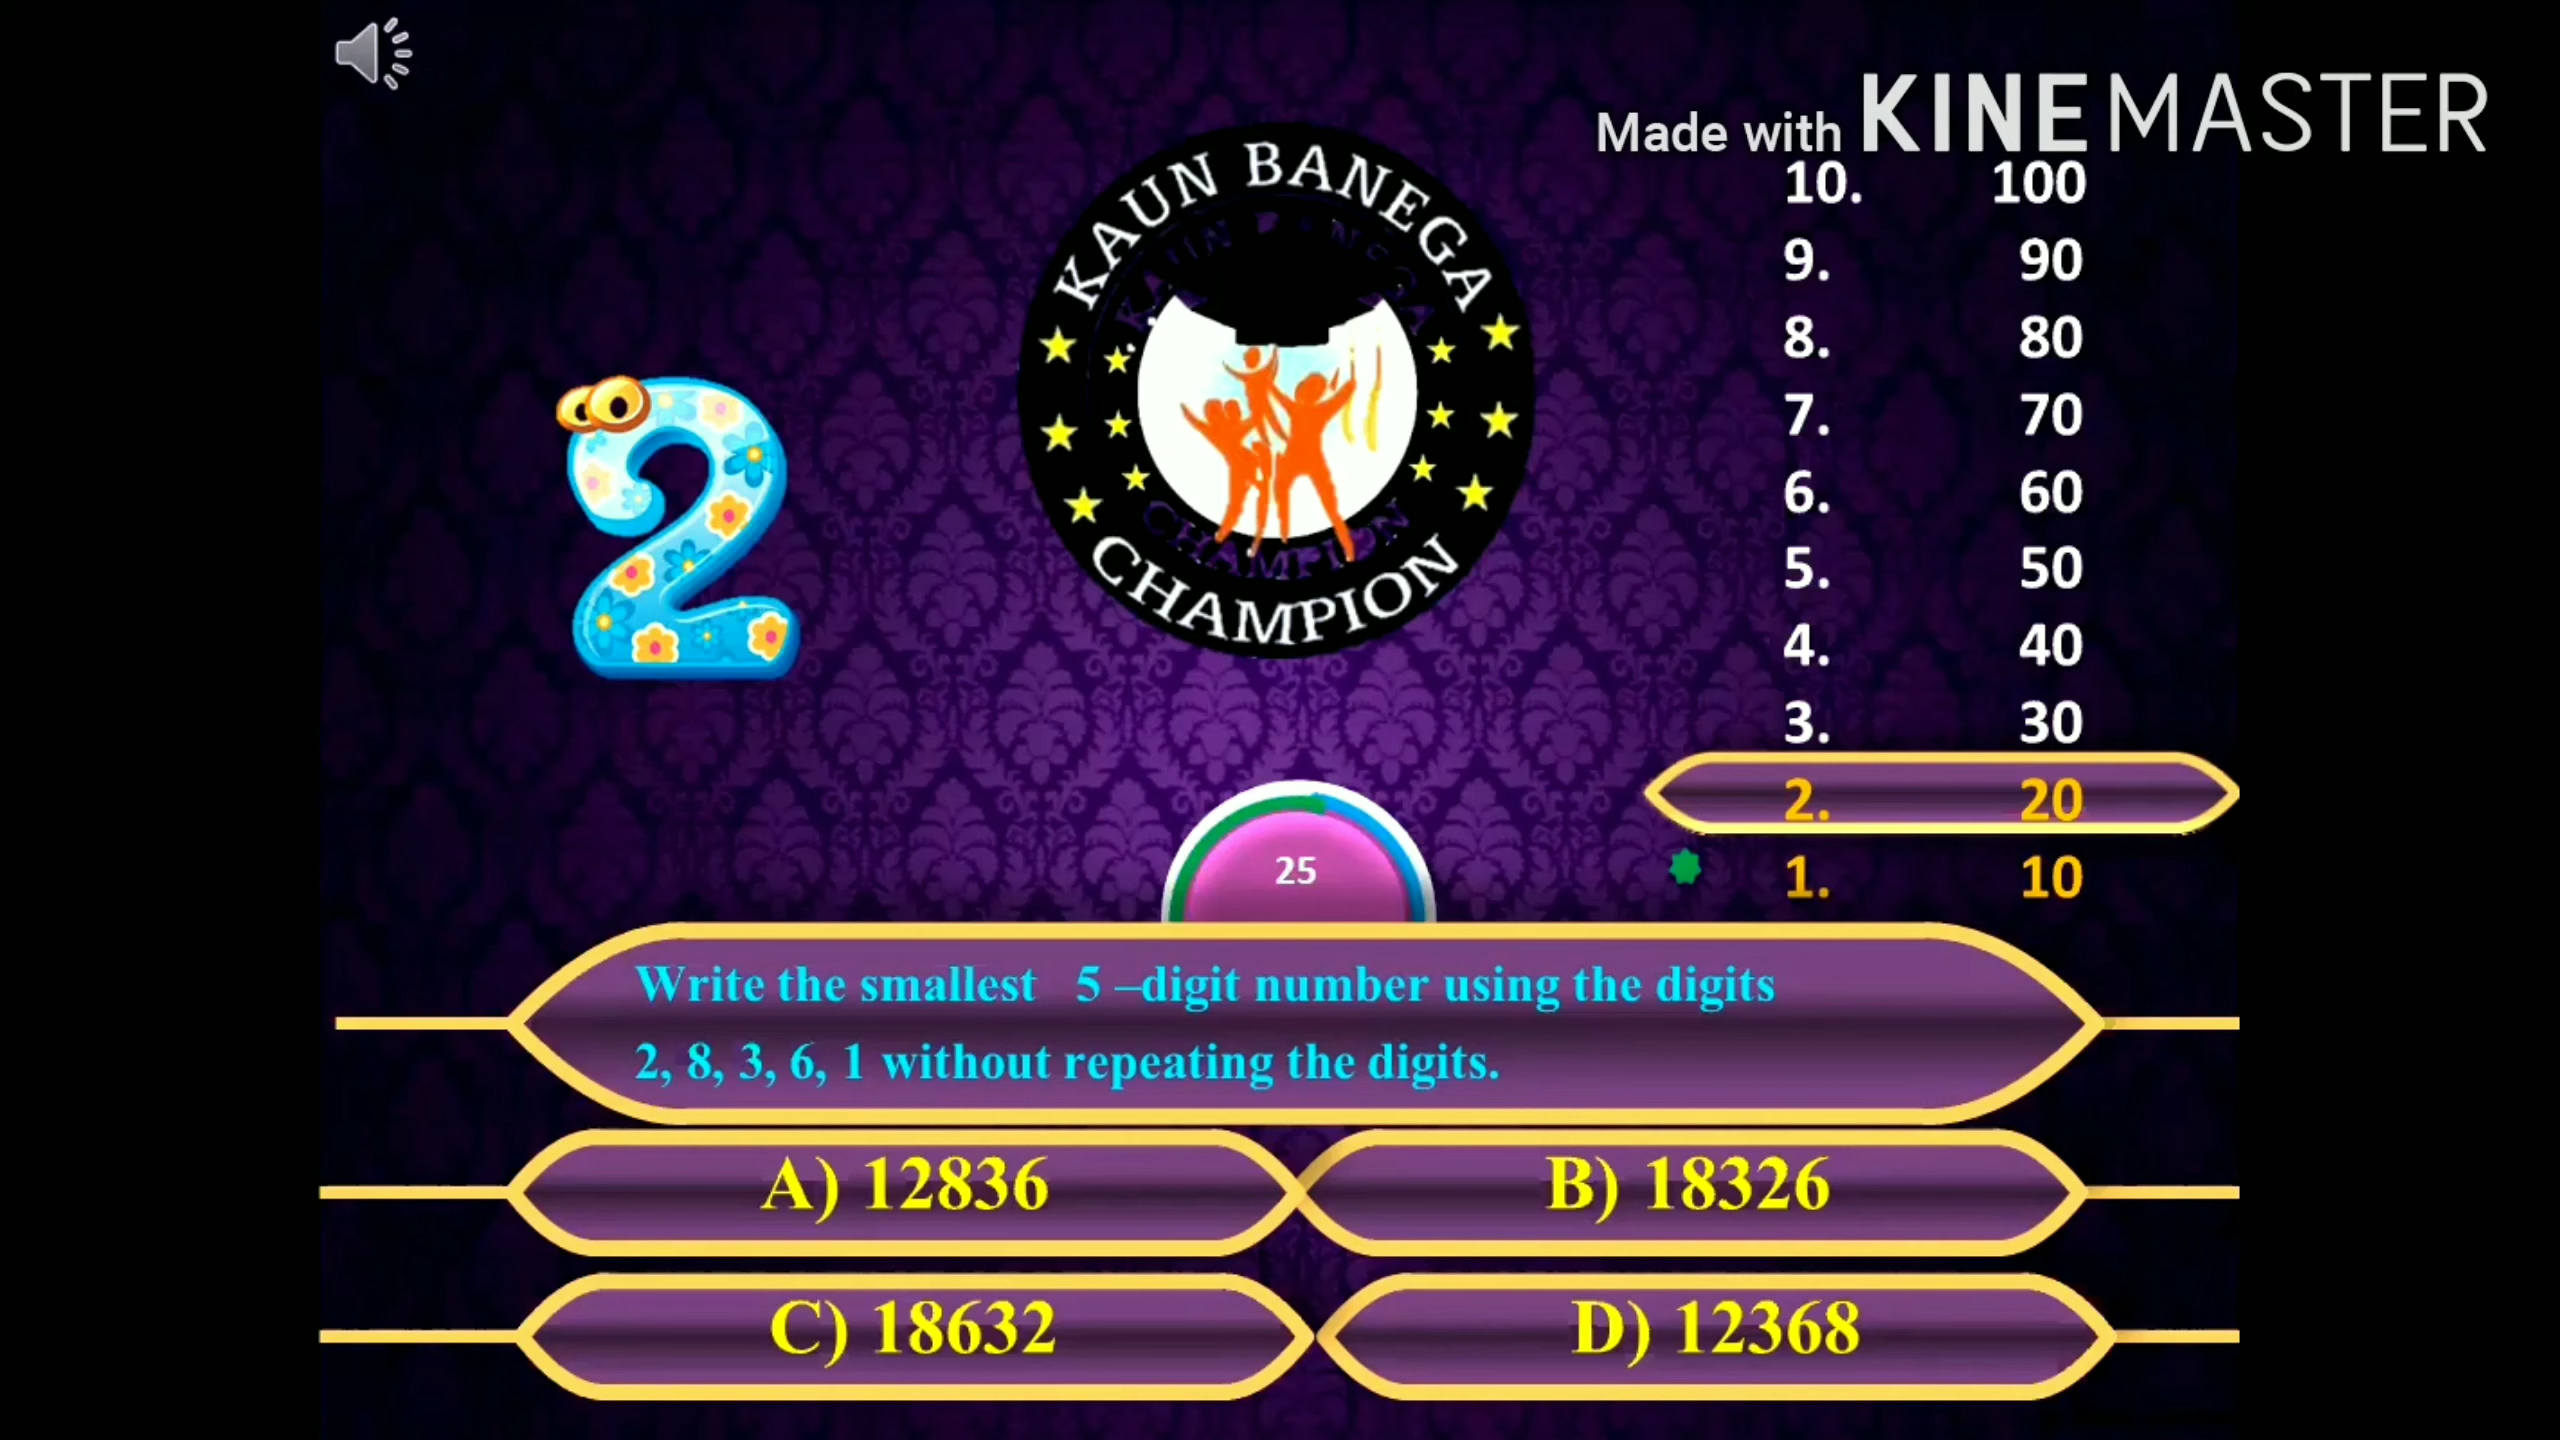 Made with KINEMASTER
KAUN BANEGA
CHAMPION
CHAMPION
2
10. 100
9. 90
8. 80
7. 70
6. 60
5. 50
4. 40
3. 30
2. 20
1. 10
25
Write the smallest 5 –digit number using the digits
2, 8, 3, 6, 1 without repeating the digits.
A) 12836
B) 18326
C) 18632
D) 12368